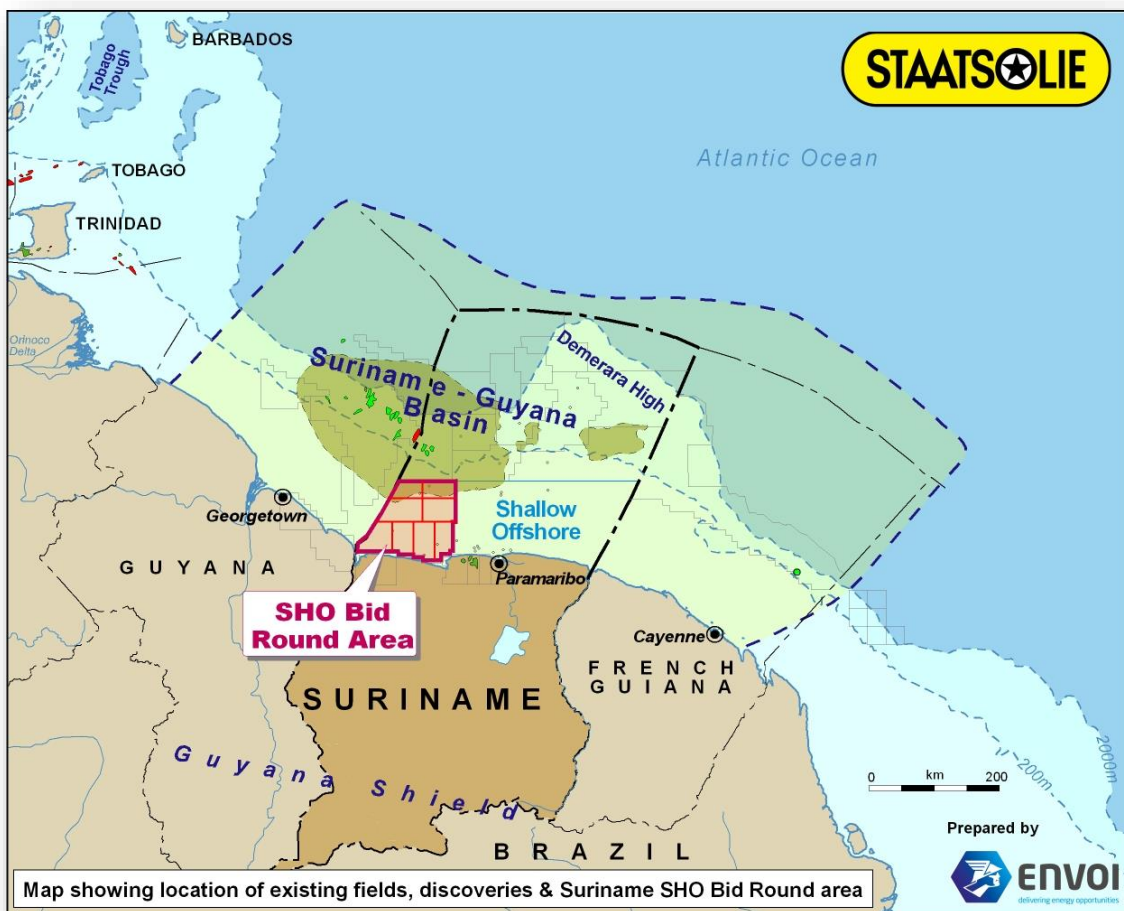 BARBADOS
Tobago
Trough
STAATSOLIE
Atlantic Ocean
TOBAGO
TRINIDAD
Orinoco
Delta
Demerara High
Suriname - Guyana
Basin
Shallow
Offshore
Georgetown
Paramaribo
GUYANA
SHO Bid
Round Area
Cayenne
FRENCH
GUIANA
SURINAME
Guyana Shield
0 km 200
200m
2000m
BRAZIL
Prepared by
ENVOI
delivering energy opportunities
Map showing location of existing fields, discoveries & Suriname SHO Bid Round area